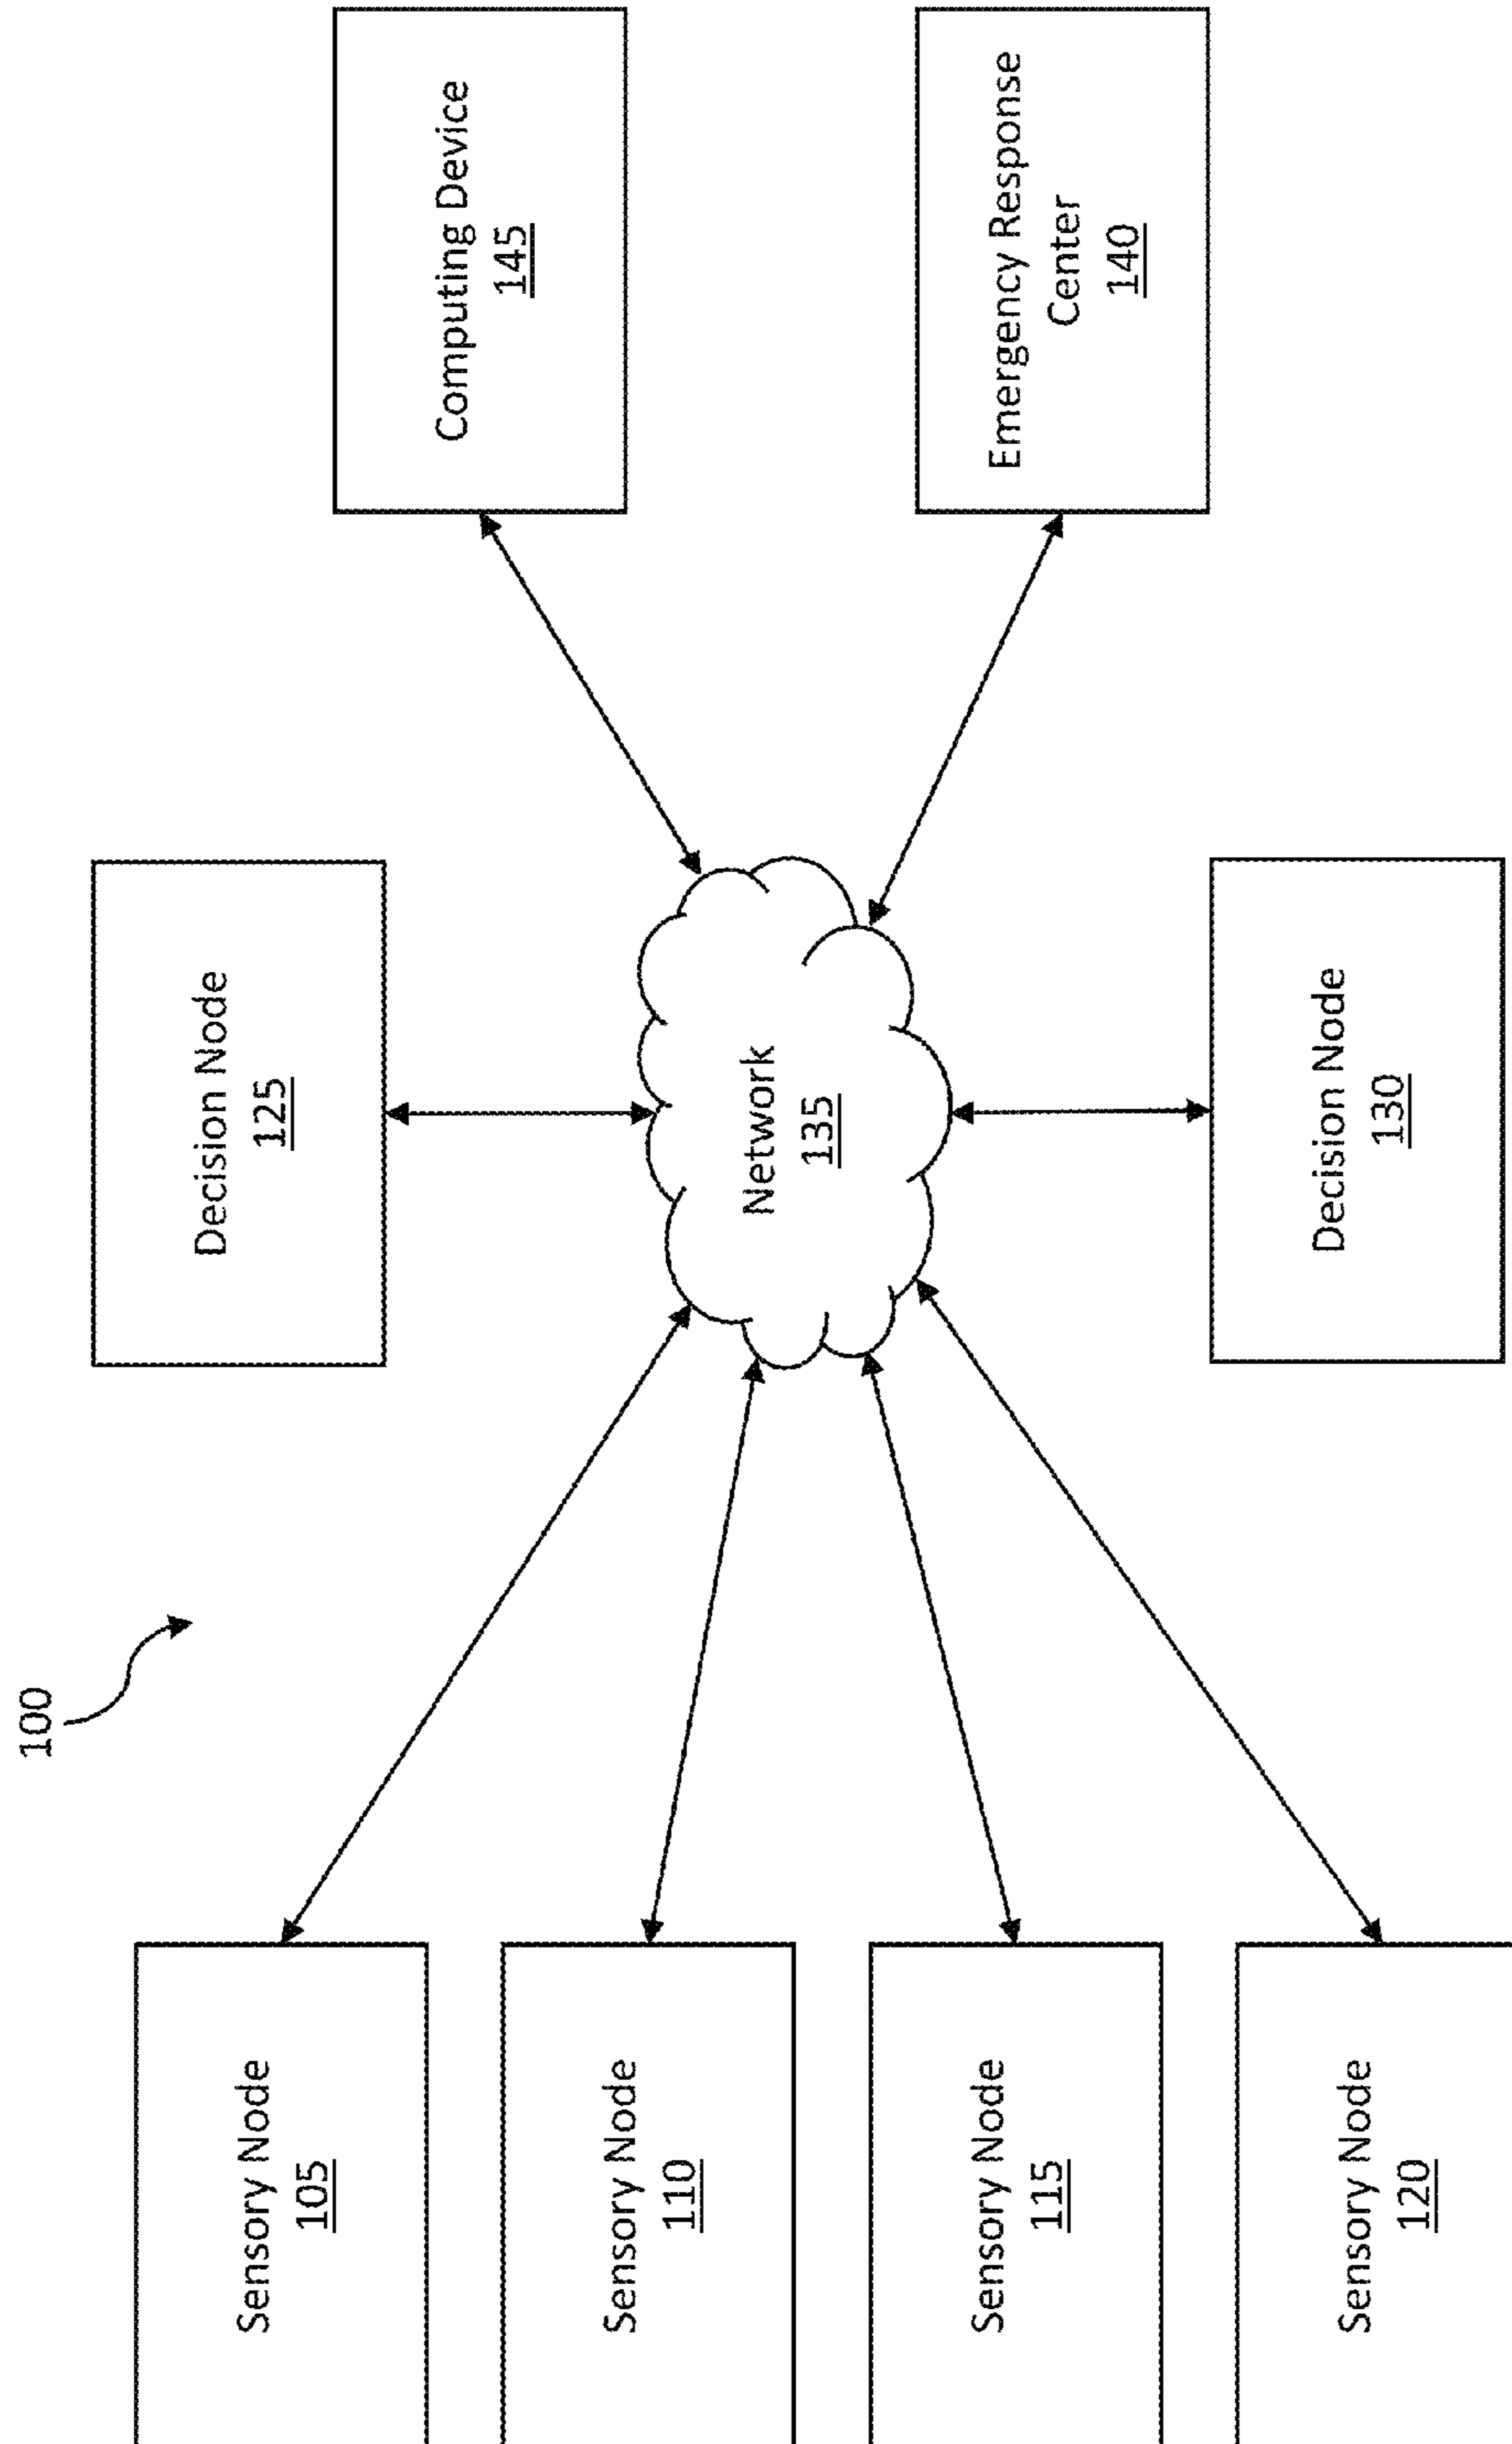 100
Sensory Node
105
Sensory Node
110
Sensory Node
115
Sensory Node
120
Decision Node
125
Network
135
Decision Node
130
Computing Device
145
Emergency Response
Center
140